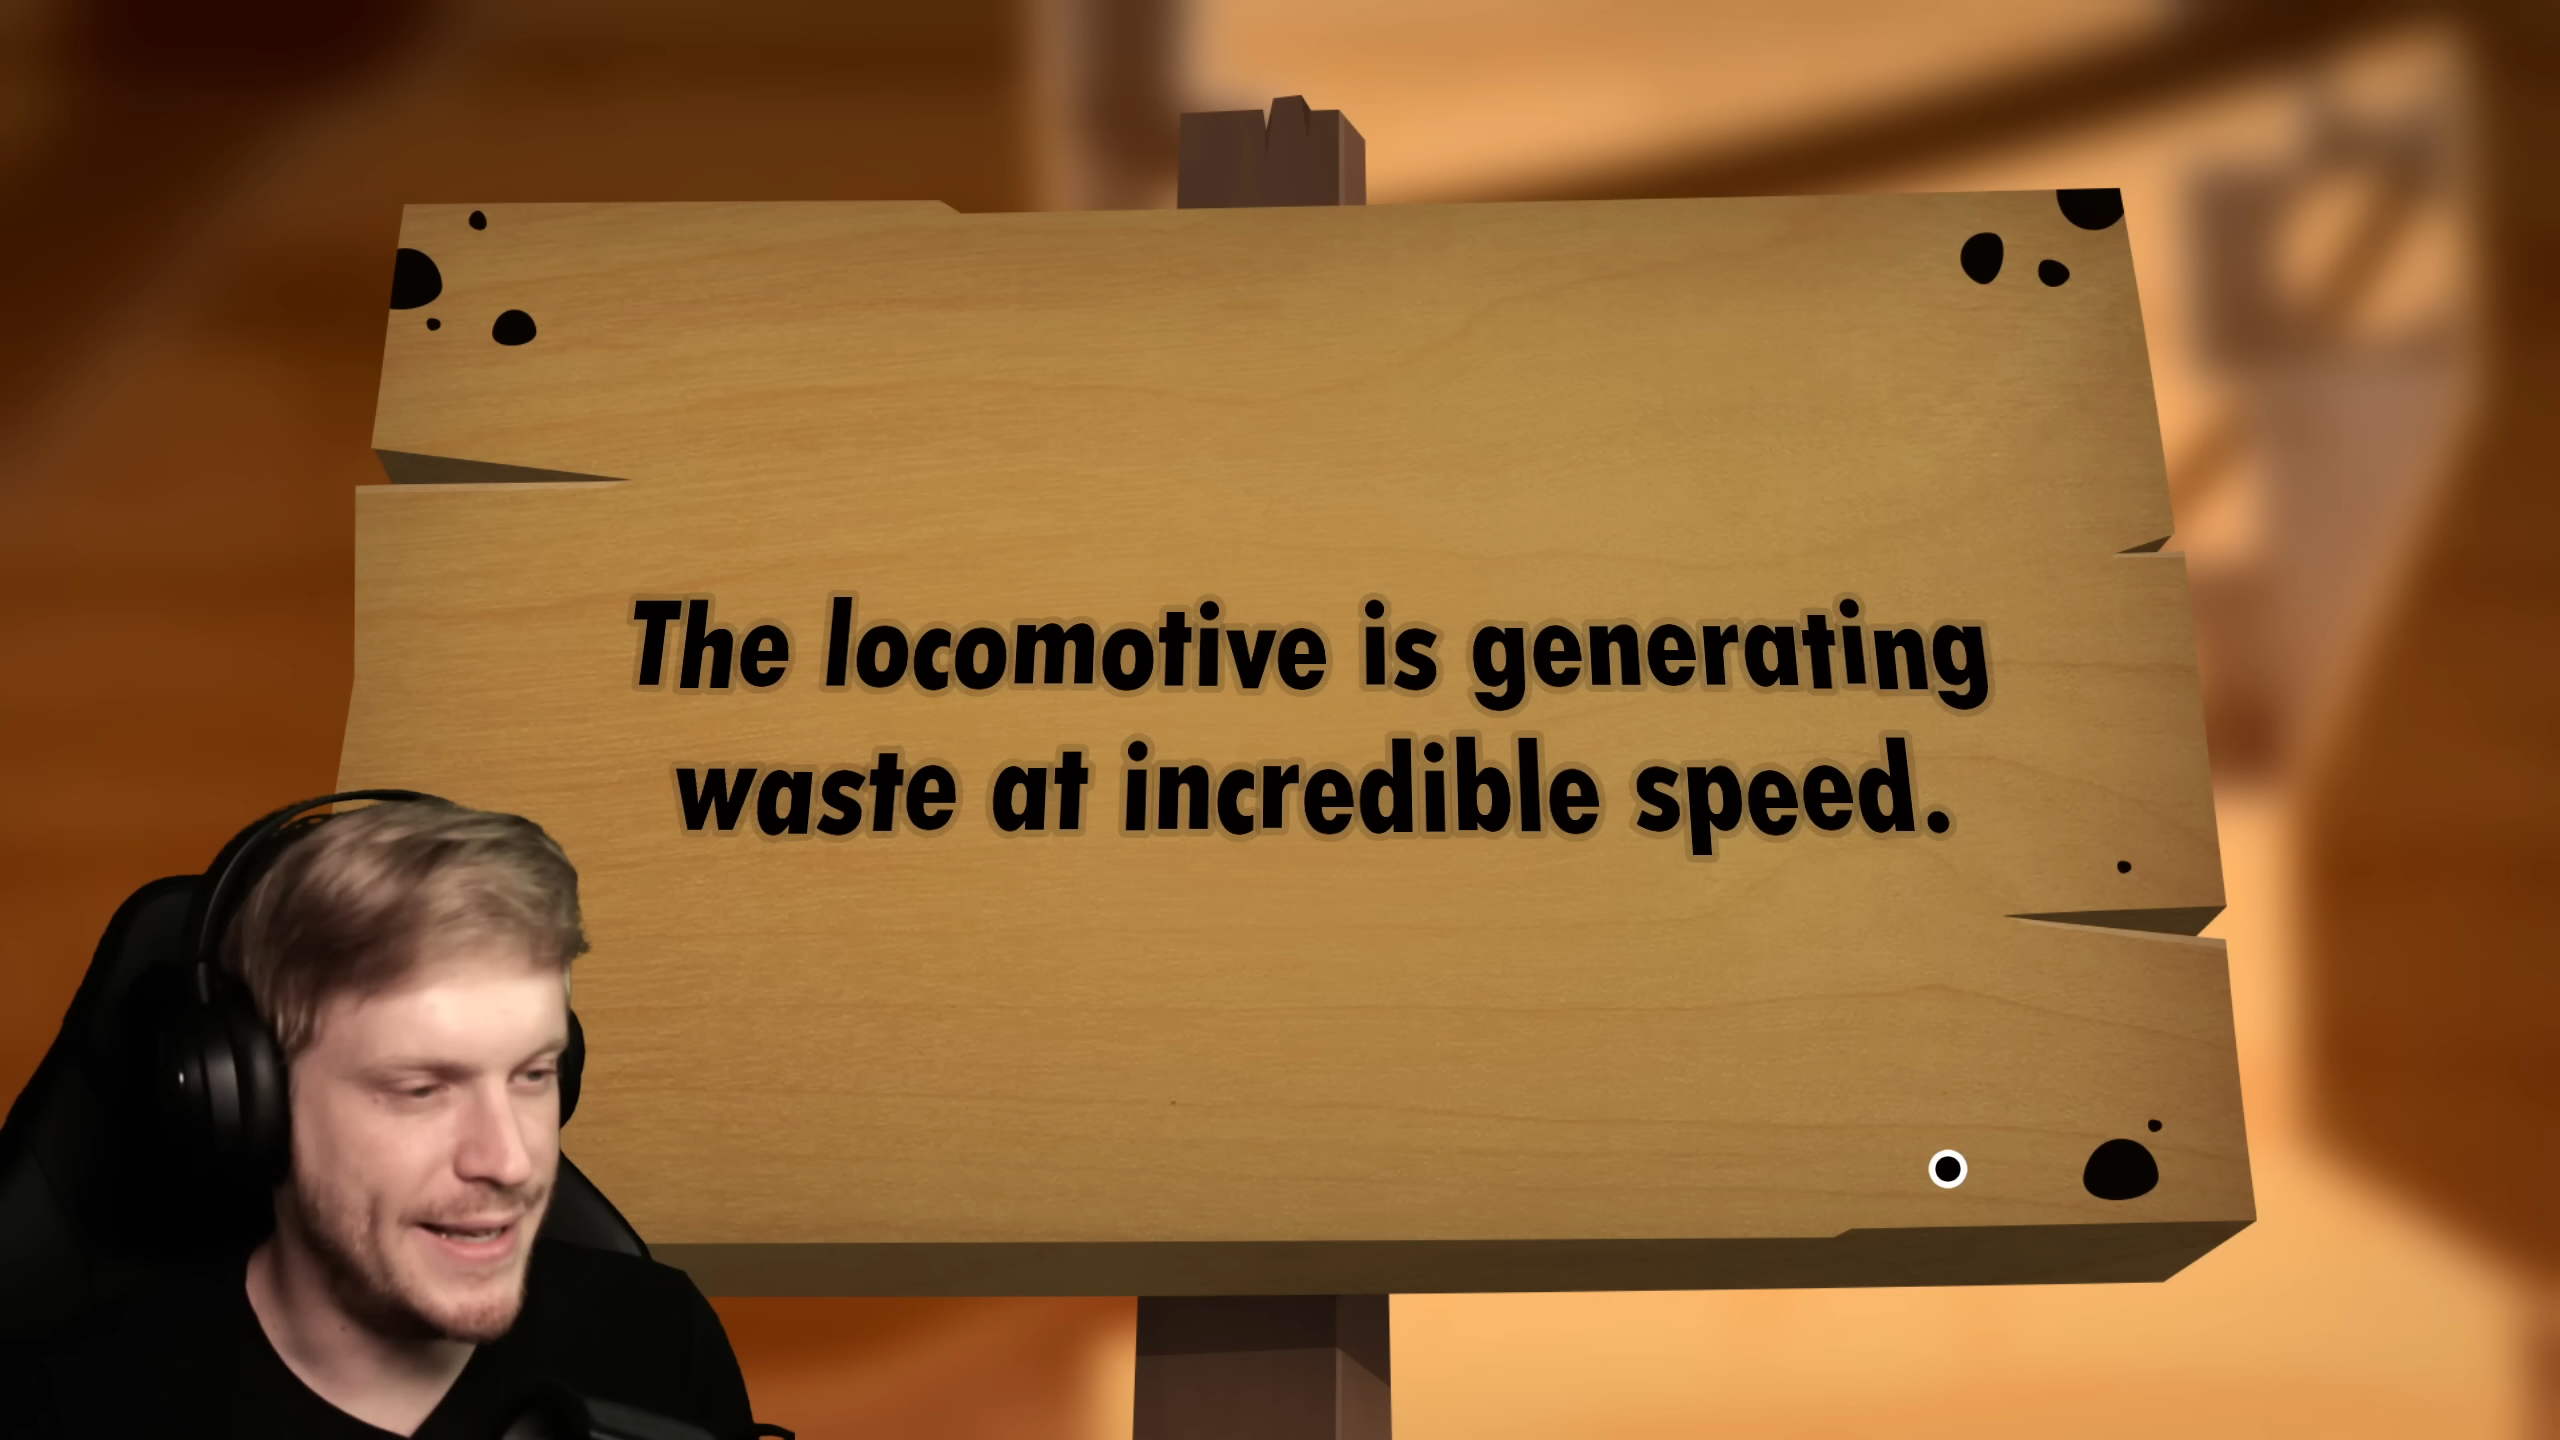 The locomotive is generating
waste at incredible speed.